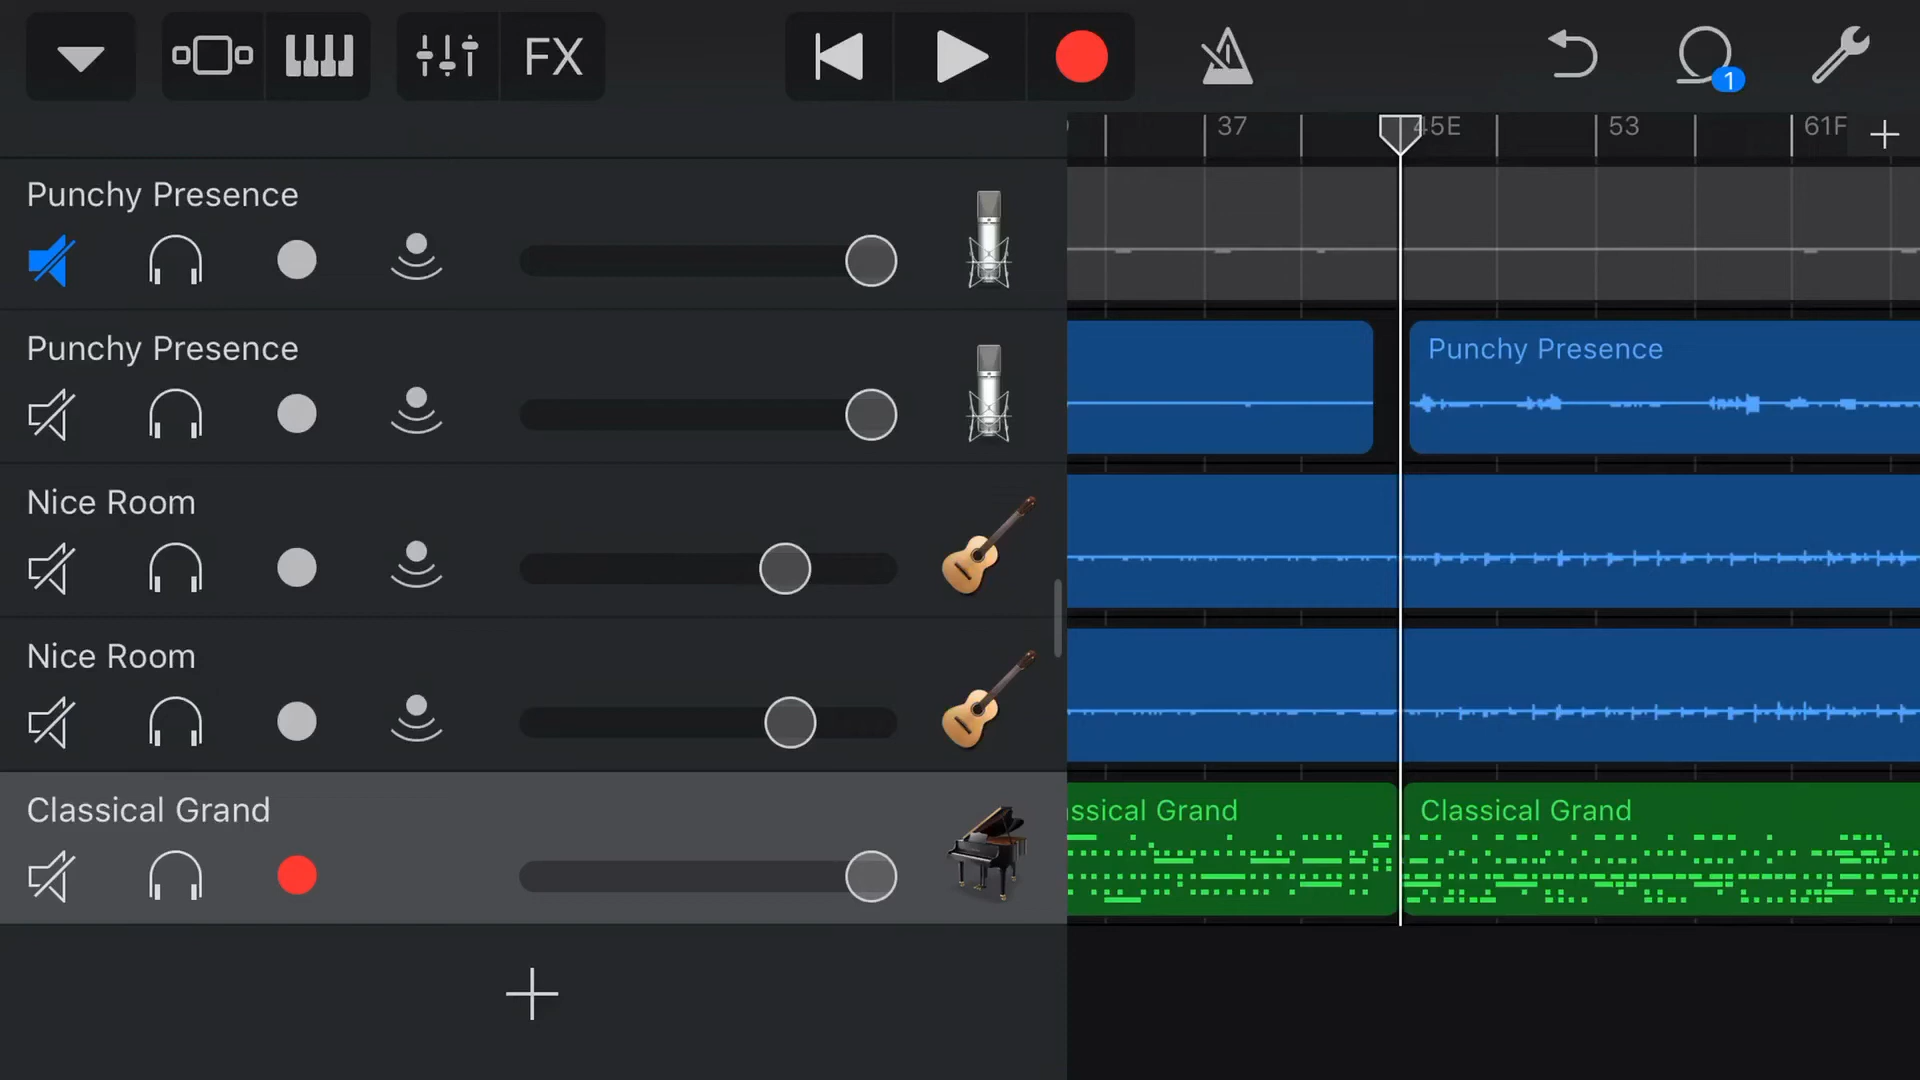 FX
1
37
45E
53
61F
Punchy Presence
Punchy Presence
Punchy Presence
Nice Room
Nice Room
Classical Grand
ssical Grand
Classical Grand